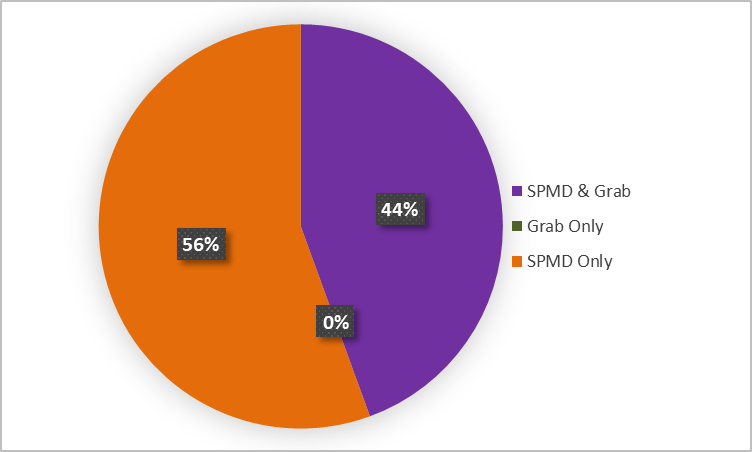 44%
56%
0%
SPMD & Grab
Grab Only
SPMD Only